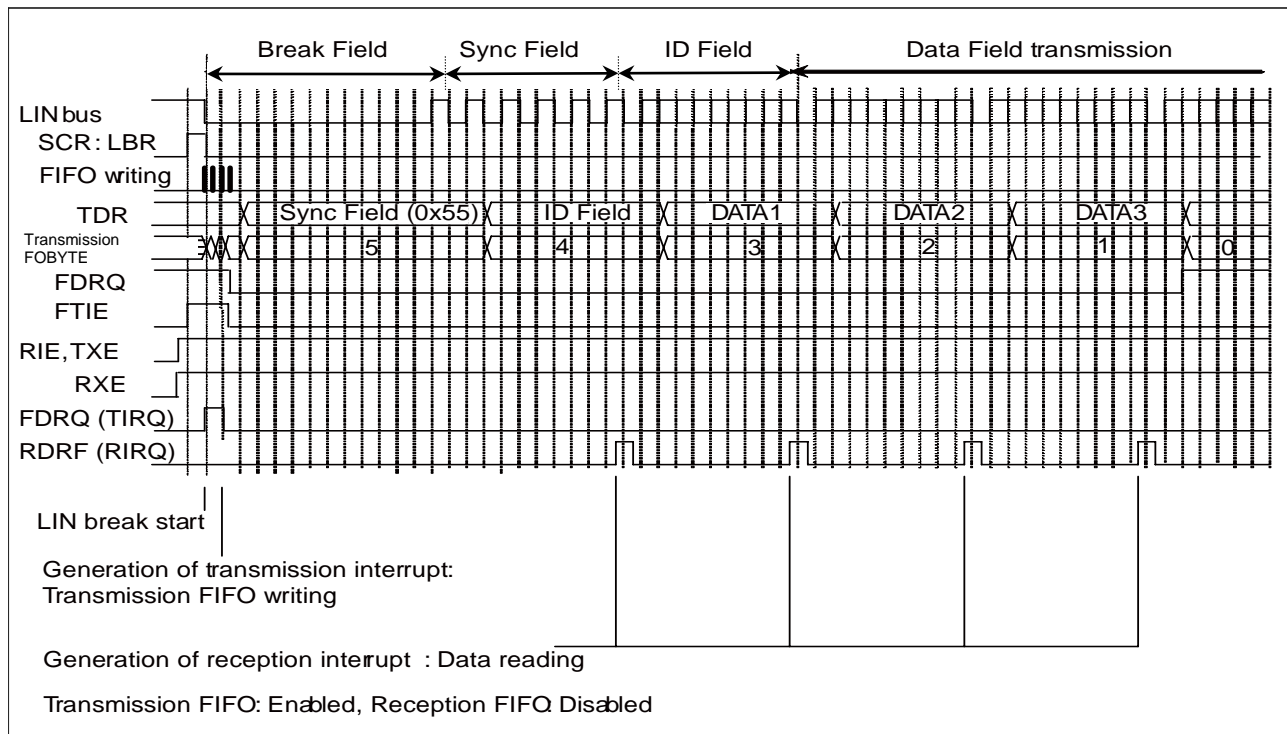 Break Field Sync Field ID Field Data Field transmission
LIN bus
SCR : LBR
FIFO writing
TDR Sync Field (0x55) ID Field DATA1 DATA2 DATA3
Transmission
FOBYTE 5 4 3 2 1 0
FDRQ
FTIE
RIE, TXE
RXE
FDRQ (TIRQ)
RDRF (RIRQ)
LIN break start
Generation of transmission interrupt:
Transmission FIFO writing
Generation of reception interrupt : Data reading
Transmission FIFO: Enabled, Reception FIFO: Disabled